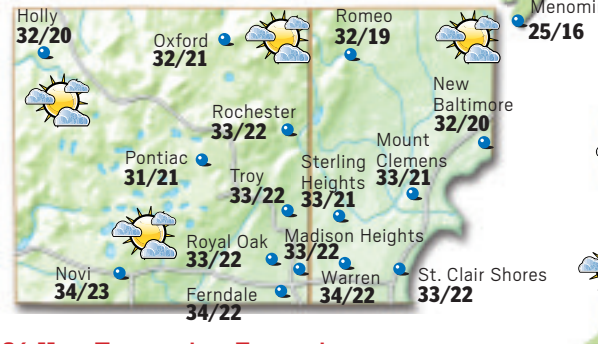 Holly
32/20
Oxford
32/21
Romeo
32/19
25/16
New
Baltimore
32/20
Rochester
33/22
Mount
Clemens
33/21
Pontiac
31/21
Troy
33/22
Sterling
Heights
33/21
Royal Oak
33/22
Madison Heights
33/22
Novi
34/23
Ferndale
34/22
Warren
34/22
St. Clair Shores
33/22